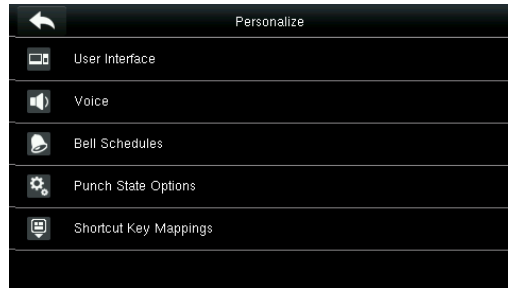 Personalize
User Interface
Voice
Bell Schedules
Punch State Options
Shortcut Key Mappings